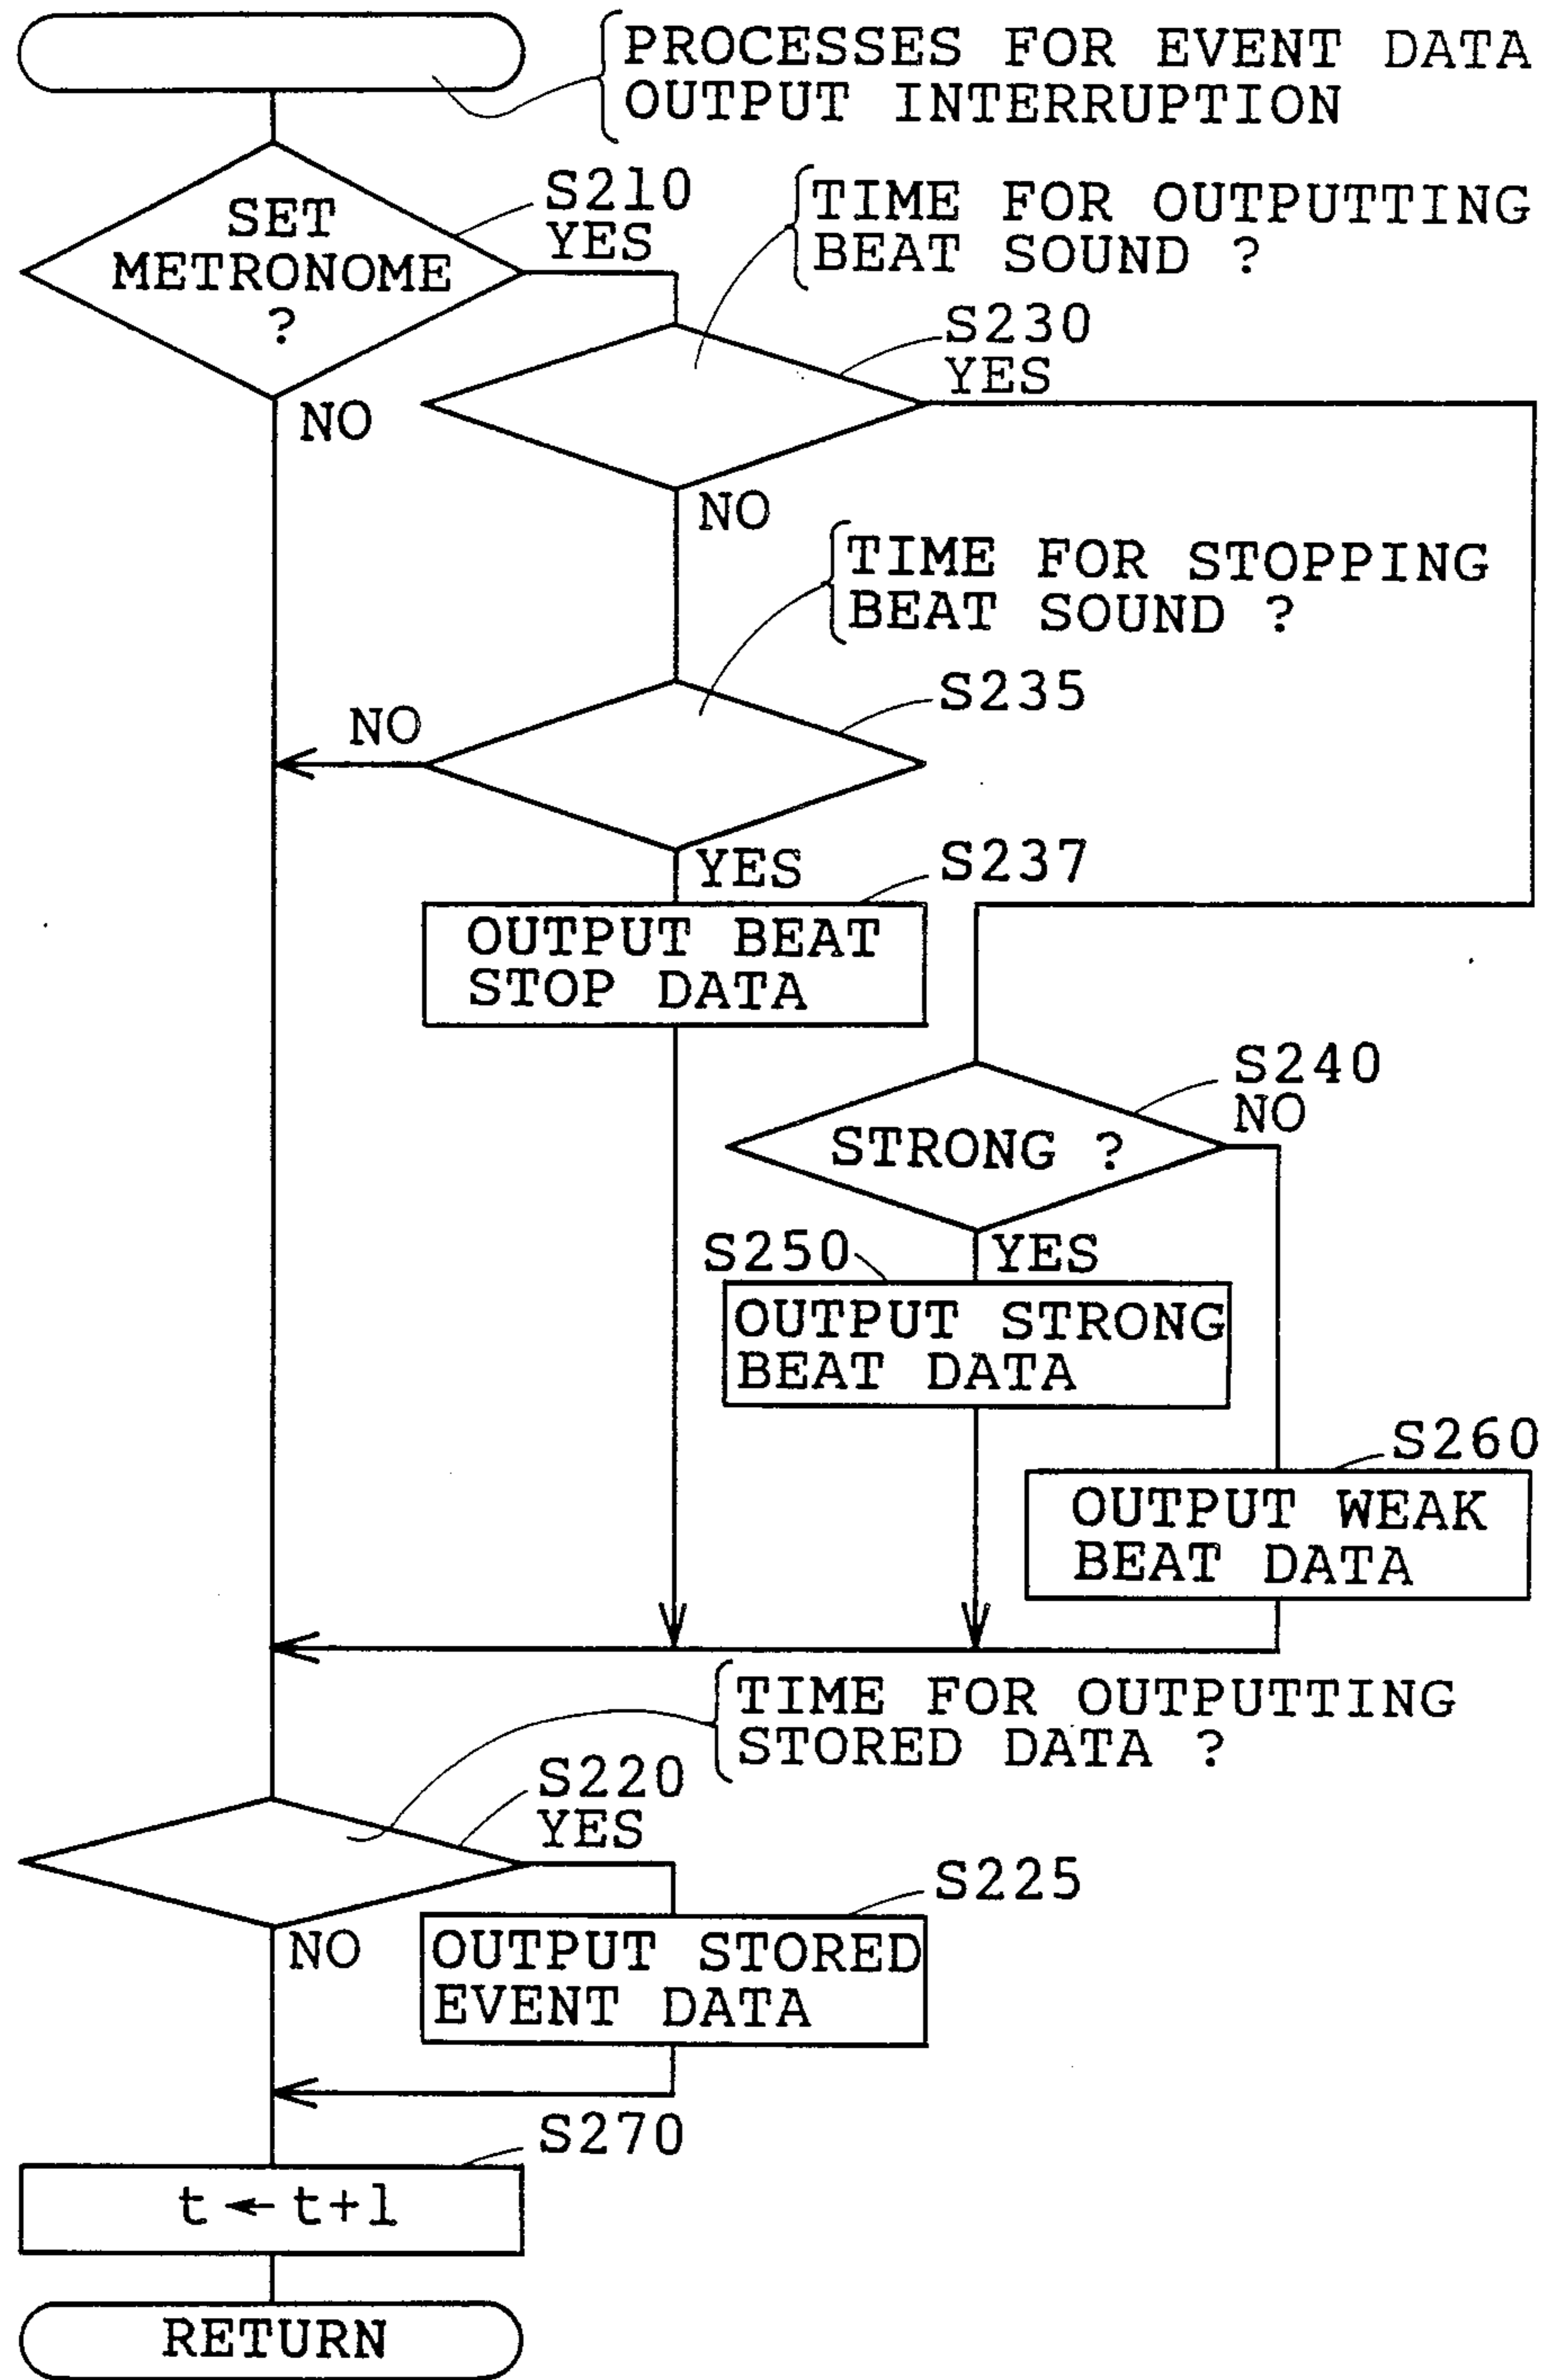 PROCESSES FOR EVENT DATA
OUTPUT INTERRUPTION
SET
METRONOME
?
S210
YES
NO
TIME FOR OUTPUTTING
BEAT SOUND ?
S230
YES
NO
TIME FOR STOPPING
BEAT SOUND ?
S235
NO
YES
S237
OUTPUT BEAT
STOP DATA
S240
NO
STRONG ?
YES
S250
OUTPUT STRONG
BEAT DATA
S260
OUTPUT WEAK
BEAT DATA
TIME FOR OUTPUTTING
STORED DATA ?
S220
YES
NO
S225
OUTPUT STORED
EVENT DATA
S270
t ← t+1
RETURN